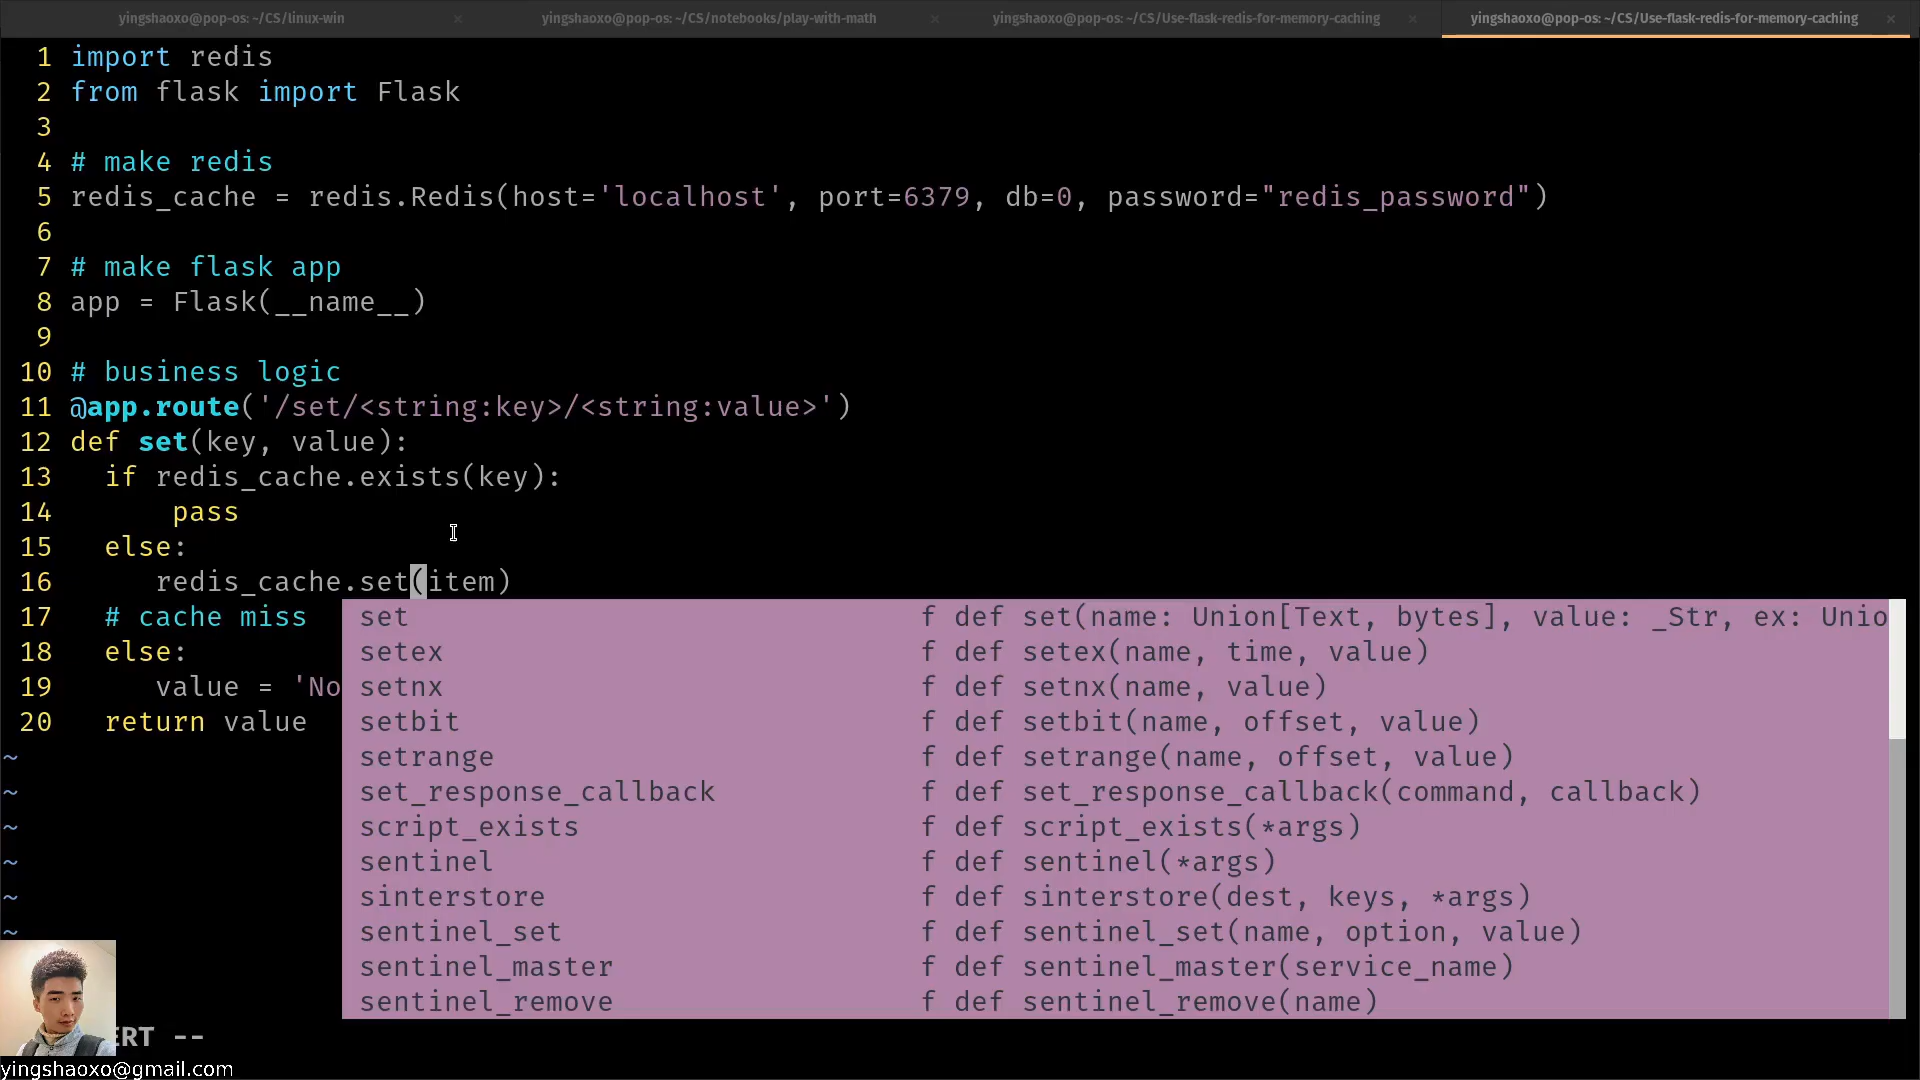 yingshaoxo@pop-os: ~/CS/linux-win × yingshaoxo@pop-os: ~/CS/notebooks/play-with-math × yingshaoxo@pop-os: ~/CS/Use-flask-redis-for-memory-caching × yingshaoxo@pop-os: ~/CS/Use-flask-redis-for-memory-caching ×
1 import redis
2 from flask import Flask
3
4 # make redis
5 redis_cache = redis.Redis(host='localhost', port=6379, db=0, password="redis_password")
6
7 # make flask app
8 app = Flask(__name__)
9
10 # business logic
11 @app.route('/set/<string:key>/<string:value>')
12 def set(key, value):
13 if redis_cache.exists(key):
14 pass
15 else:
16 redis_cache.set(item)
17 # cache miss set f def set(name: Union[Text, bytes], value: _Str, ex: Unio
18 else: setex f def setex(name, time, value)
19 value = 'No setnx f def setnx(name, value)
20 return value setbit f def setbit(name, offset, value)
~ setrange f def setrange(name, offset, value)
~ set_response_callback f def set_response_callback(command, callback)
~ script_exists f def script_exists(*args)
~ sentinel f def sentinel(*args)
~ sinterstore f def sinterstore(dest, keys, *args)
~ sentinel_set f def sentinel_set(name, option, value)
sentinel_master f def sentinel_master(service_name)
sentinel_remove f def sentinel_remove(name)
ERT --
yingshaoxo@gmail.com